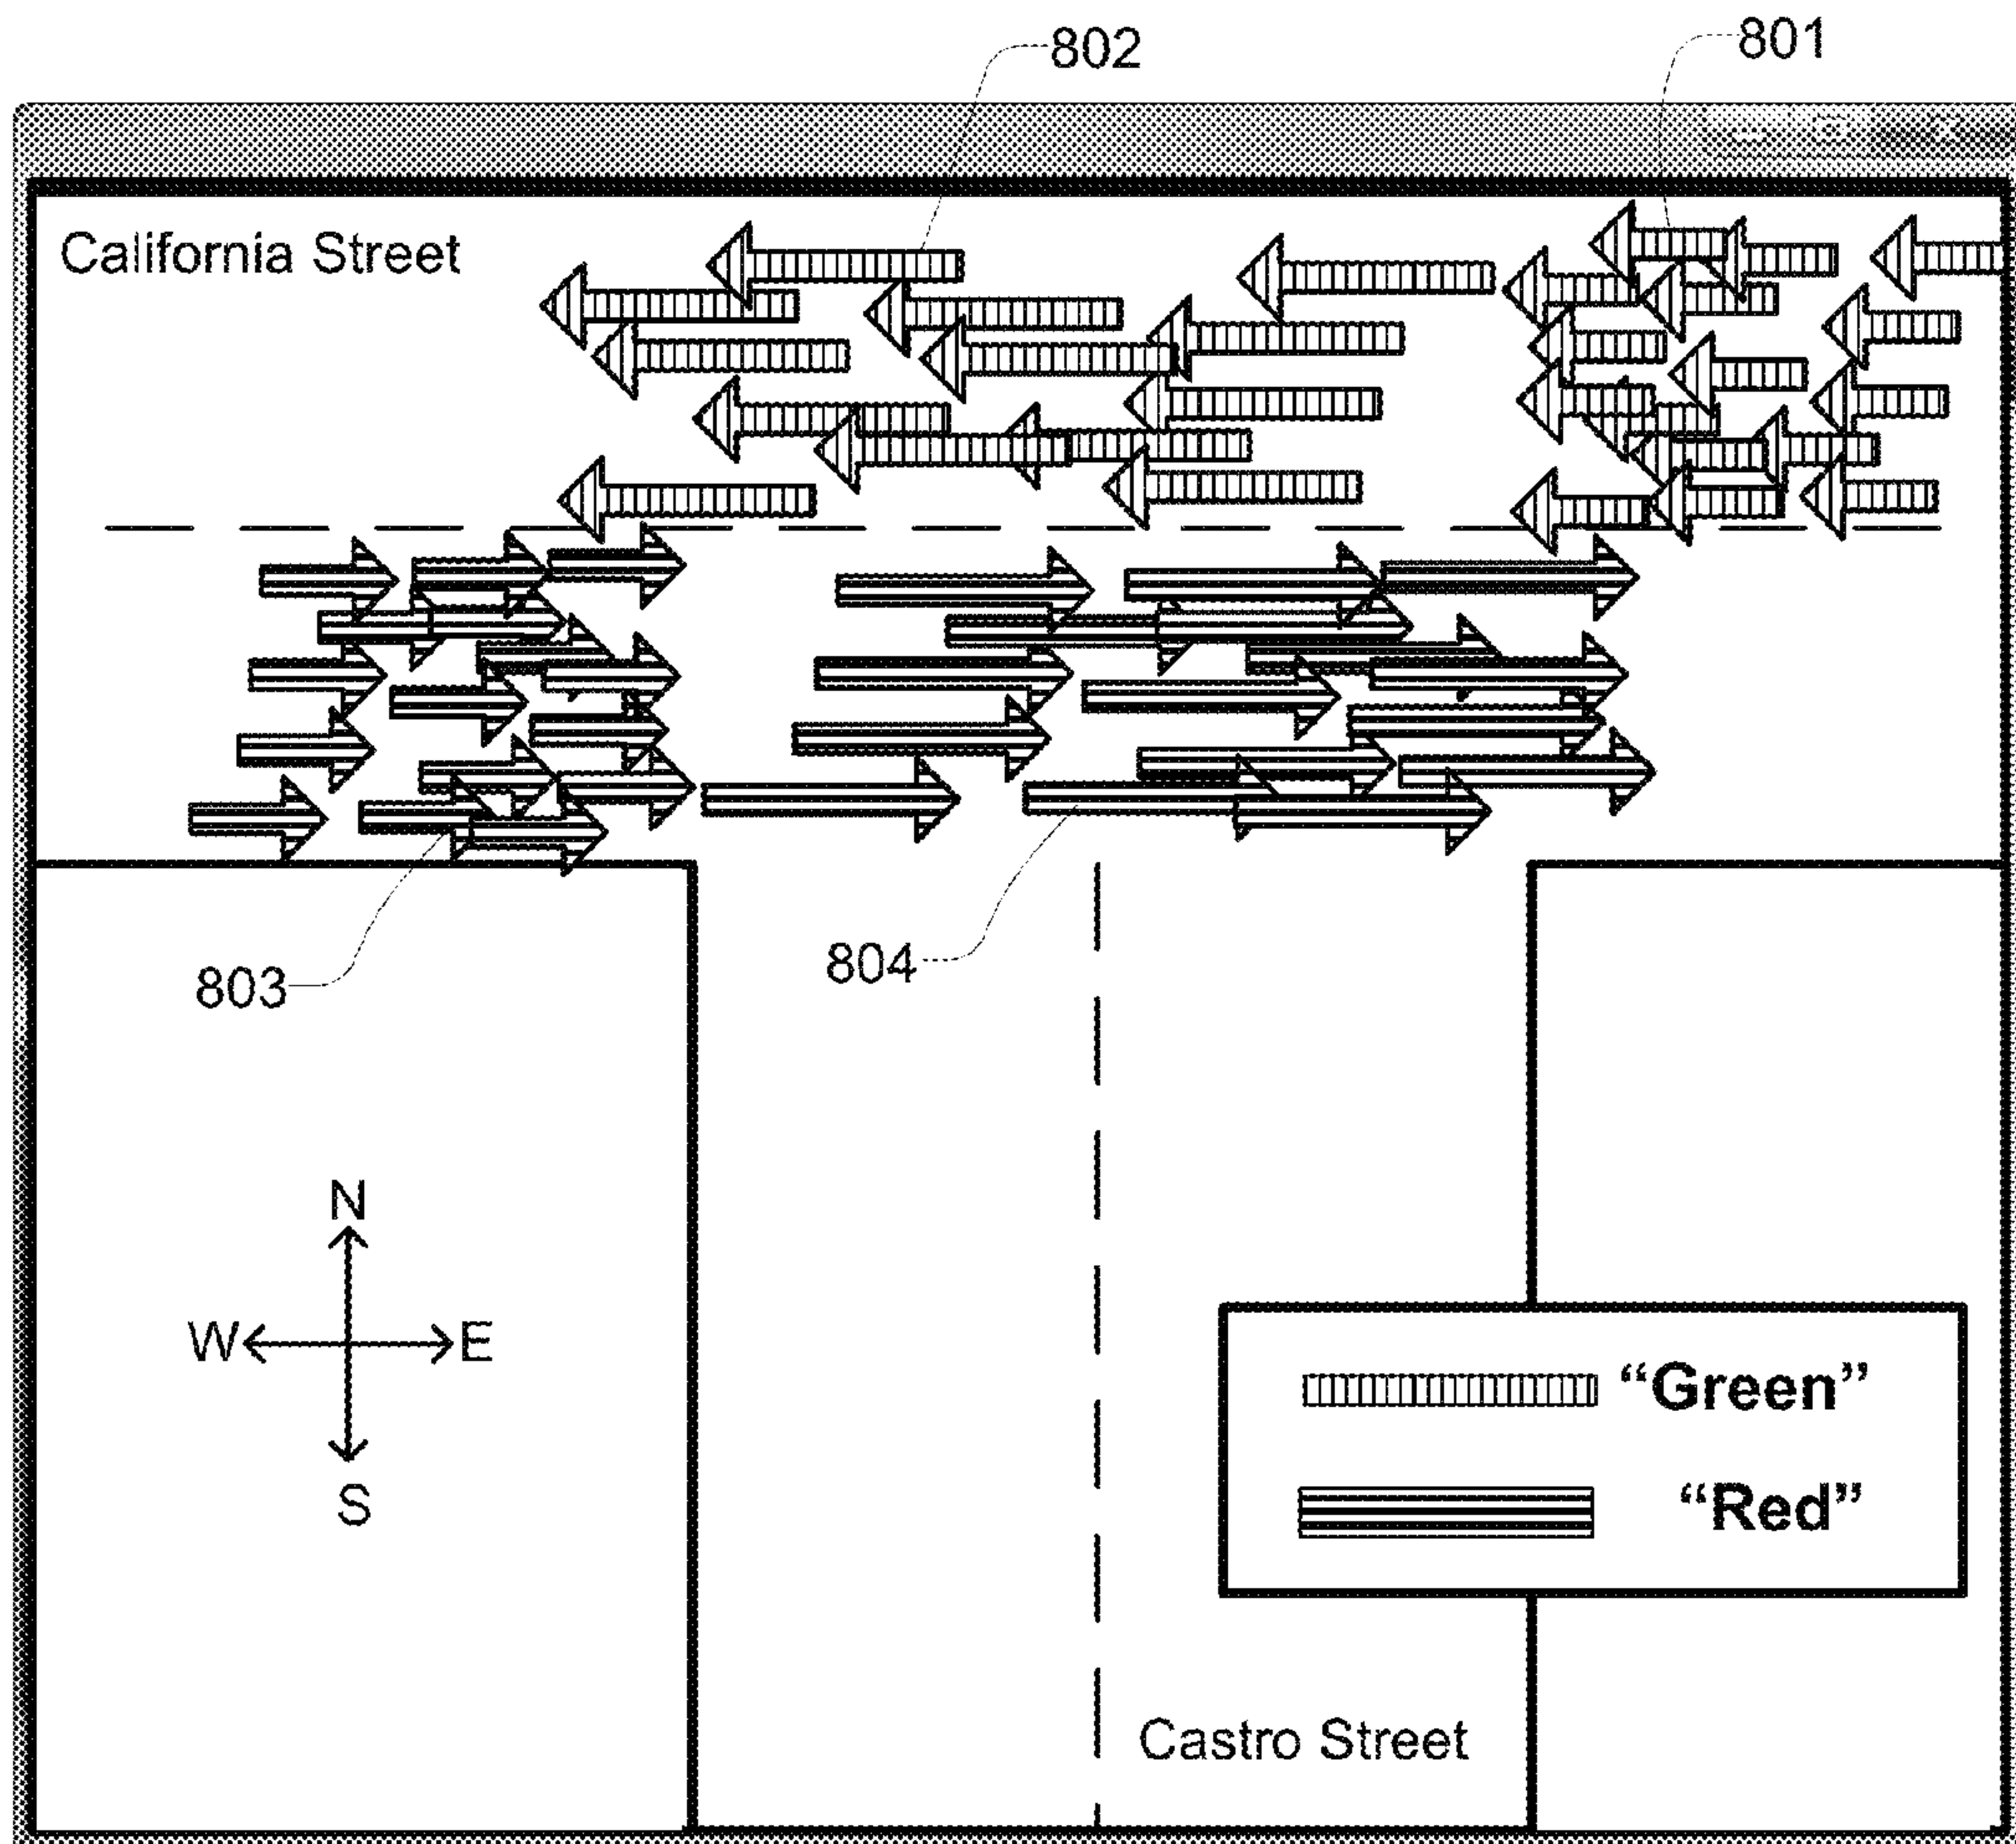 802
801
California Street
803
804
N
W
E
S
“Green”
“Red”
Castro Street